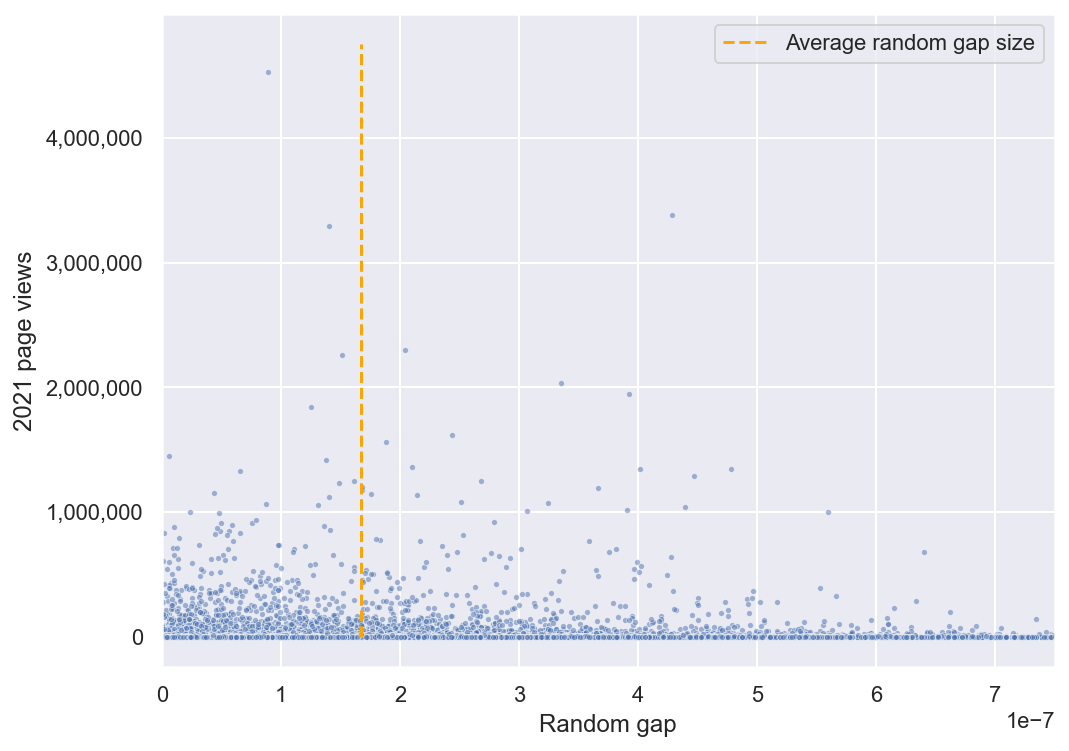 Average random gap size
4,000,000
3,000,000
2,000,000
1,000,000
0
2021 page views
0 1 2 3 4 5 6 7
1e−7
Random gap